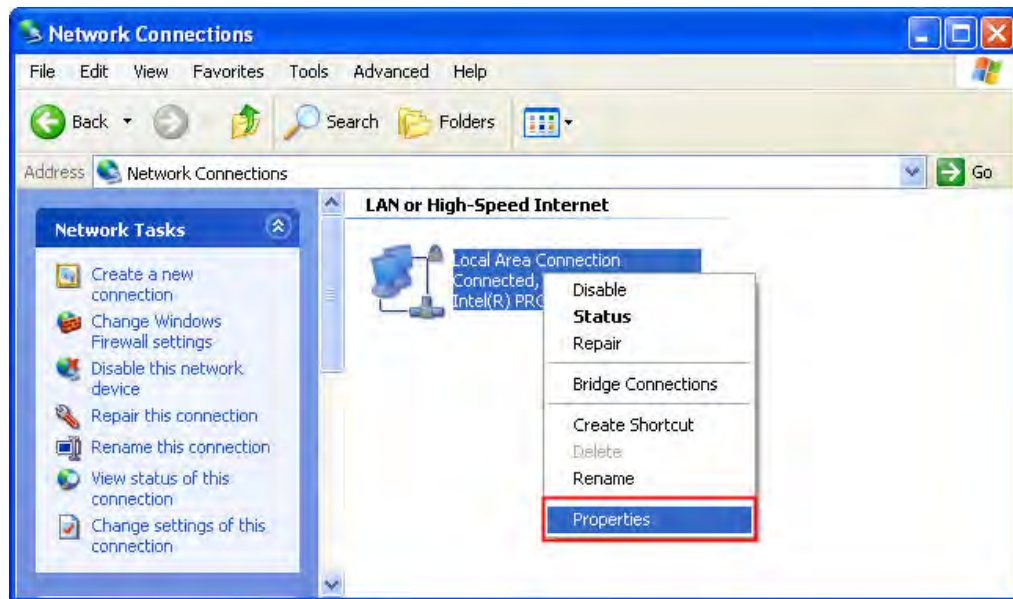 Network Connections
File Edit View Favorites Tools Advanced Help
Back Search Folders
Address Network Connections Go
Network Tasks
Create a new
connection
Change Windows
Firewall settings
Disable this network
device
Repair this connection
Rename this connection
View status of this
connection
Change settings of this
connection
LAN or High-Speed Internet
Local Area Connection
Connected,
Intel(R)
Disable
Status
Repair
Bridge Connections
Create Shortcut
Delete
Rename
Properties